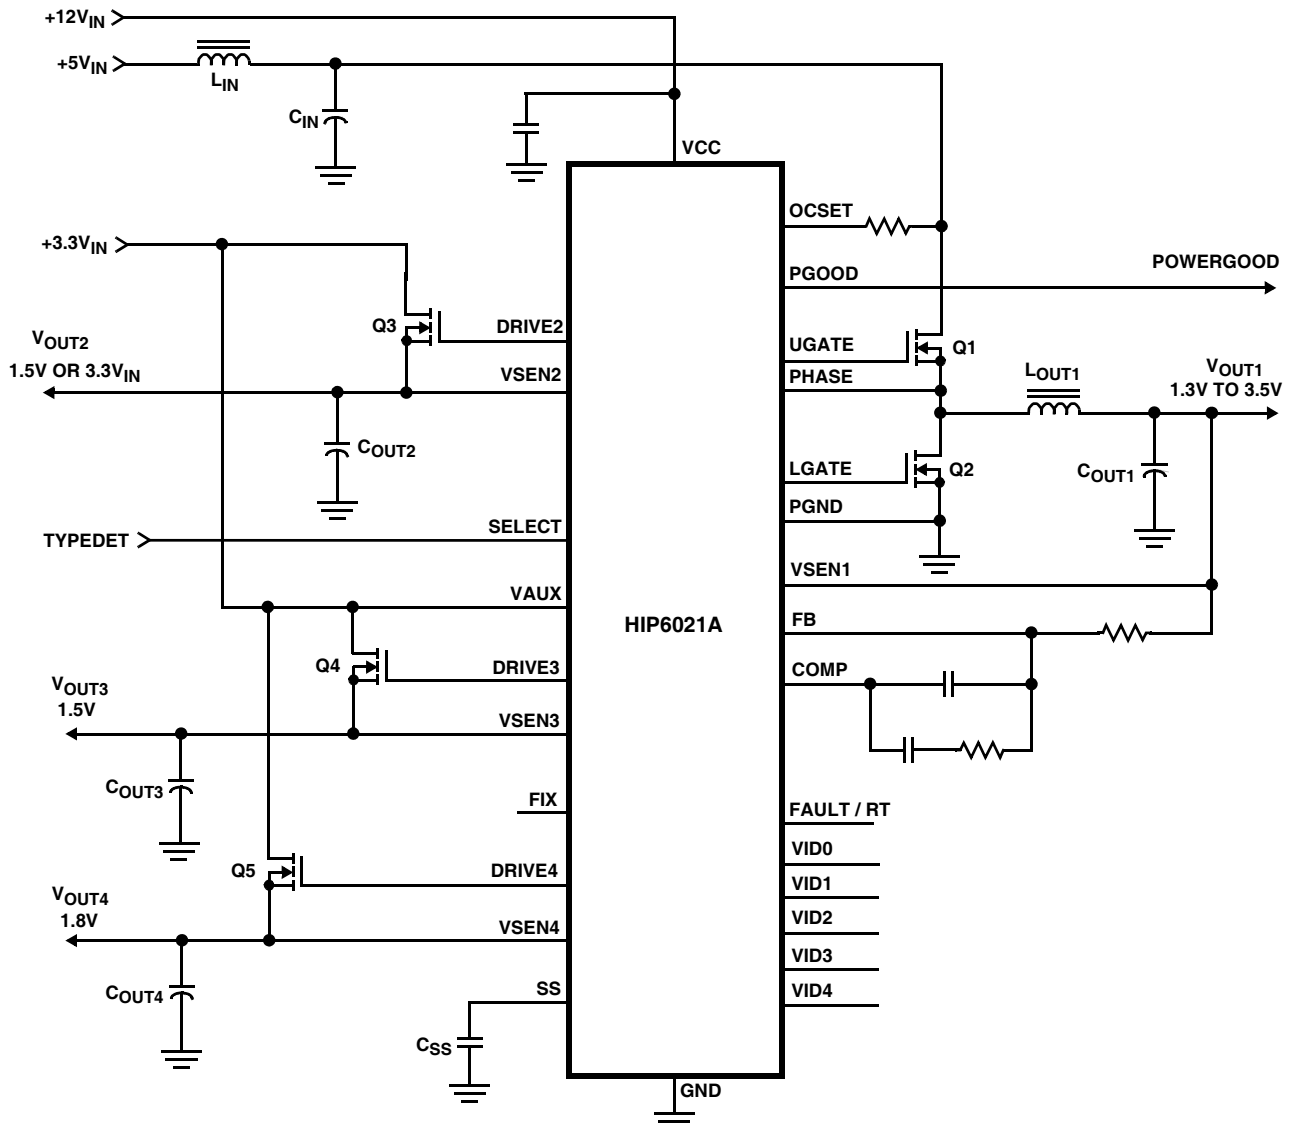 +12VIN
+5VIN
LIN
CIN
VCC
OCSET
+3.3VIN
POWERGOOD
PGOOD
Q3
DRIVE2
VOUT2
1.5V OR 3.3VIN
VSEN2
UGATE
Q1
PHASE
LOUT1
VOUT1
1.3V TO 3.5V
COUT2
LGATE
Q2
COUT1
PGND
TYPEDET
SELECT
VSEN1
VAUX
HIP6021A
FB
Q4
DRIVE3
COMP
VOUT3
1.5V
VSEN3
COUT3
FIX
FAULT / RT
VID0
Q5
DRIVE4
VID1
VOUT4
1.8V
VSEN4
VID2
VID3
COUT4
SS
VID4
CSS
GND